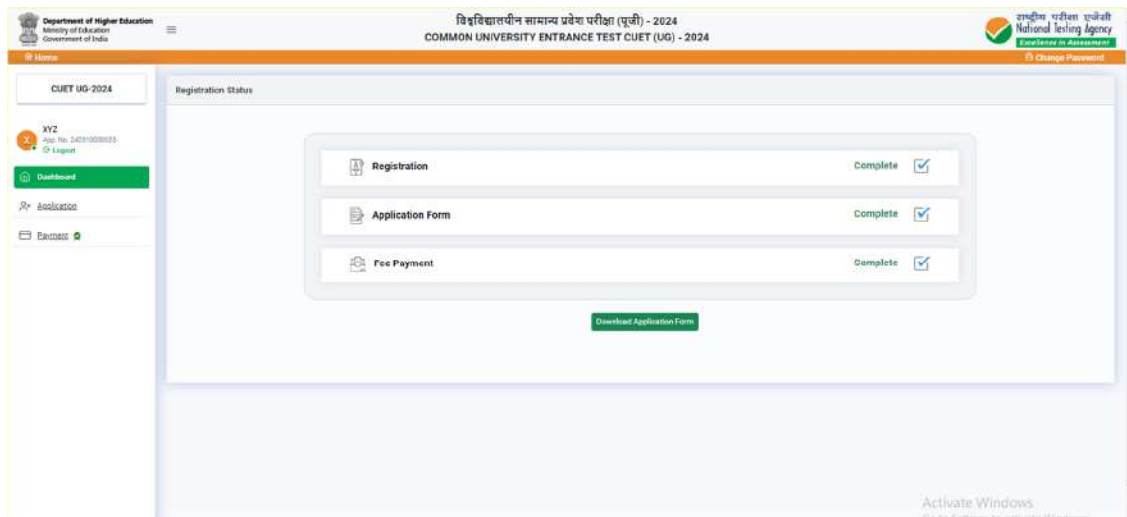 Department of Higher Education
Ministry of Education
Government of India
विश्वविद्यालयीन सामान्य प्रवेश परीक्षा (यूजी) - 2024
COMMON UNIVERSITY ENTRANCE TEST CUET (UG) - 2024
राष्ट्रीय परीक्षा एजेंसी
National Testing Agency
Excellence in Assessment
Home
Change Password
CUET UG-2024
Registration Status
XYZ
App. No.
Logout
Dashboard
Application
Payment
Registration
Complete
Application Form
Complete
Fee Payment
Complete
Download Application Form
Activate Windows